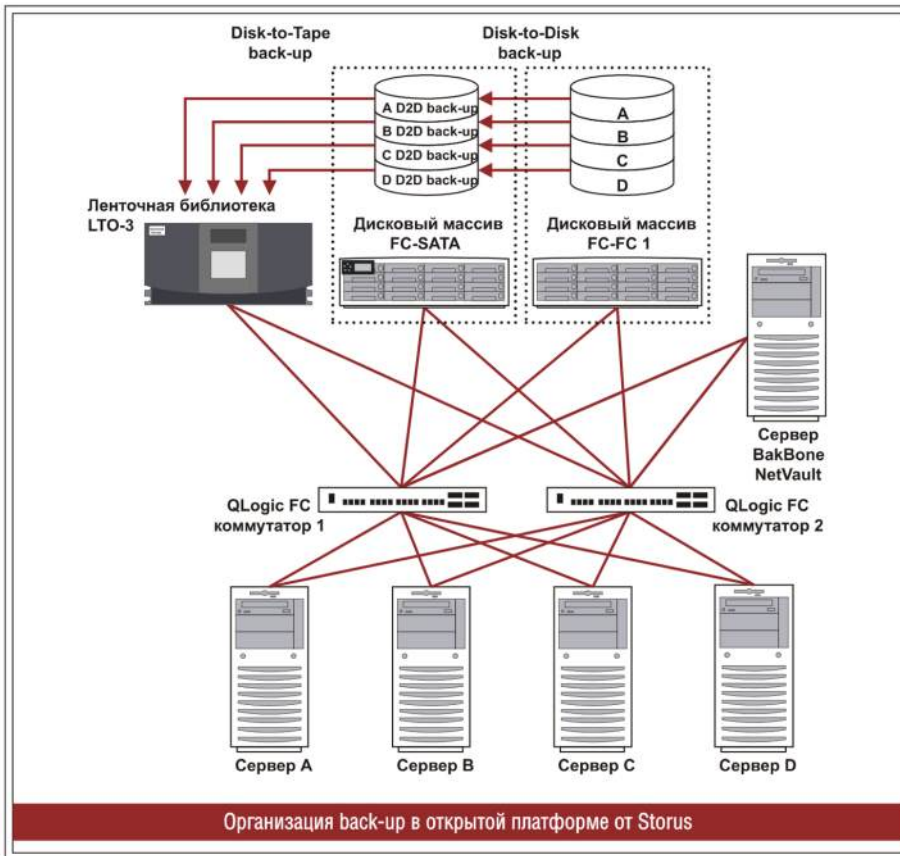 Disk-to-Tape
back-up
Disk-to-Disk
back-up
A D2D back-up
B D2D back-up
C D2D back-up
D D2D back-up
A
B
C
D
Ленточная библиотека
LTO-3
Дисковый массив
FC-SATA
Дисковый массив
FC-FC 1
Сервер
BakBone
NetVault
QLogic FC
коммутатор 1
QLogic FC
коммутатор 2
Сервер A
Сервер B
Сервер C
Сервер D
Организация back-up в открытой платформе от Storus